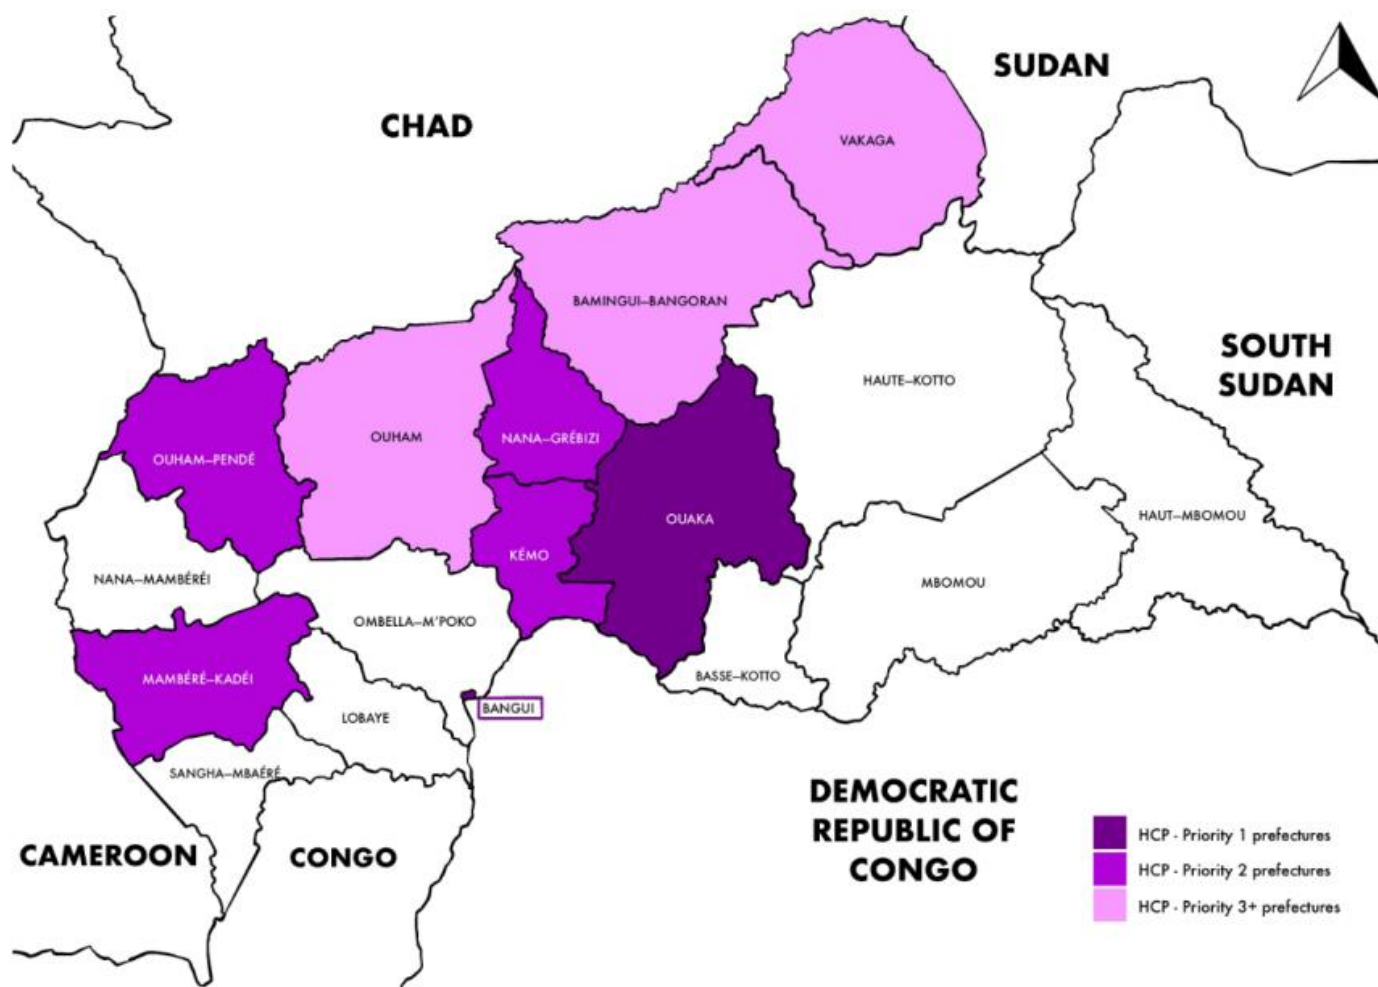 SUDAN
CHAD
VAKAGA
BAMINGUI–BANGORAN
SOUTH
SUDAN
HAUTE–KOTTO
OUHAM
NANA–GRÉBIZI
OUHAM–PENDÉ
OUAKA
HAUT–MBOMOU
KÉMO
NANA–MAMBÉRÉI
MBOMOU
OMBELLA–M'POKO
MAMBÉRÉ–KADÉI
BASSE–KOTTO
BANGUI
LOBAYE
SANGHA–MBAÉRÉ
DEMOCRATIC
REPUBLIC OF
CONGO
CAMEROON
CONGO
HCP - Priority 1 prefectures
HCP - Priority 2 prefectures
HCP - Priority 3+ prefectures